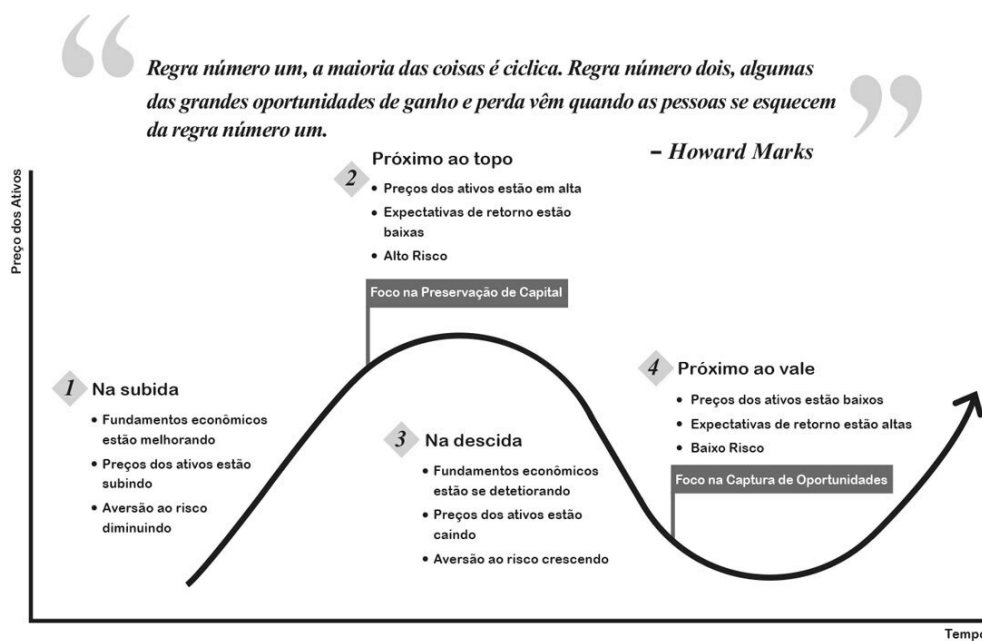 Regra número um, a maioria das coisas é ciclica. Regra número dois, algumas
das grandes oportunidades de ganho e perda vêm quando as pessoas se esquecem
da regra número um.
– Howard Marks
Preço dos Ativos
2 Próximo ao topo
• Preços dos ativos estão em alta
• Expectativas de retorno estão
baixas
• Alto Risco
Foco na Preservação de Capital
1 Na subida
• Fundamentos econômicos
estão melhorando
• Preços dos ativos estão
subindo
• Aversão ao risco
diminuindo
3 Na descida
• Fundamentos econômicos
estão se detetiorando
• Preços dos ativos estão
caindo
• Aversão ao risco crescendo
4 Próximo ao vale
• Preços dos ativos estão baixos
• Expectativas de retorno estão altas
• Baixo Risco
Foco na Captura de Oportunidades
Tempo